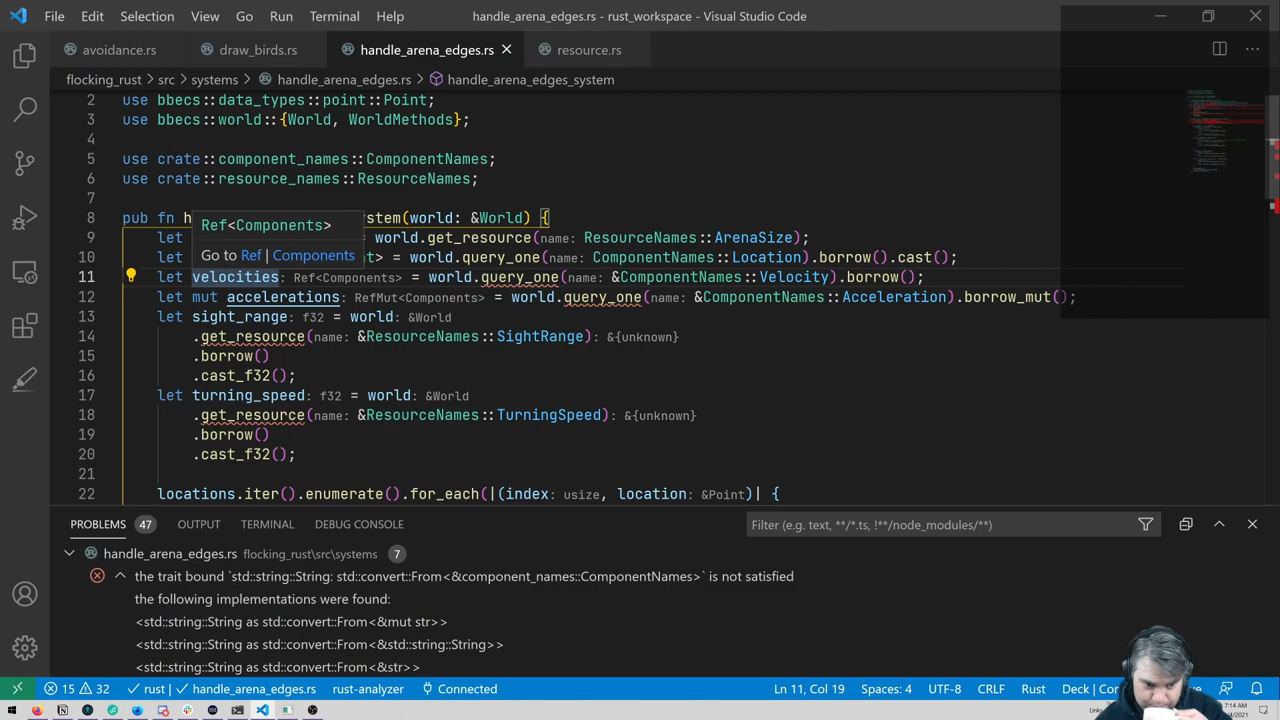 File Edit Selection View Go Run Terminal Help handle_arena_edges.rs - rust_workspace - Visual Studio Code
avoidance.rs draw_birds.rs handle_arena_edges.rs resource.rs
flocking_rust > src > systems > handle_arena_edges.rs > handle_arena_edges_system
2 use bbecs::data_types::point::Point;
3 use bbecs::world::{World, WorldMethods};
4
5 use crate::component_names::ComponentNames;
6 use crate::resource_names::ResourceNames;
7
8 pub fn h stem(world: &World) {
Ref<Components>
9 let = world.get_resource(name: ResourceNames::ArenaSize);
Go to Ref | Components
10 let t> = world.query_one(name: ComponentNames::Location).borrow().cast();
11 let velocities: Ref<Components> = world.query_one(name: &ComponentNames::Velocity).borrow();
12 let mut accelerations: RefMut<Components> = world.query_one(name: &ComponentNames::Acceleration).borrow_mut();
13 let sight_range: f32 = world: &World
14 .get_resource(name: &ResourceNames::SightRange): &{unknown}
15 .borrow()
16 .cast_f32();
17 let turning_speed: f32 = world: &World
18 .get_resource(name: &ResourceNames::TurningSpeed): &{unknown}
19 .borrow()
20 .cast_f32();
21
22 locations.iter().enumerate().for_each(|(index: usize, location: &Point)| {
PROBLEMS 47 OUTPUT TERMINAL DEBUG CONSOLE Filter (e.g. text, **/*.ts, !**/node_modules/**)
handle_arena_edges.rs flocking_rust\src\systems 7
the trait bound `std::string::String: std::convert::From<&component_names::ComponentNames>` is not satisfied
the following implementations were found:
<std::string::String as std::convert::From<&mut str>>
<std::string::String as std::convert::From<&std::string::String>>
<std::string::String as std::convert::From<&str>>
15 32 rust handle_arena_edges.rs rust-analyzer Connected Ln 11, Col 19 Spaces: 4 UTF-8 CRLF Rust Deck | Co
7:14 AM